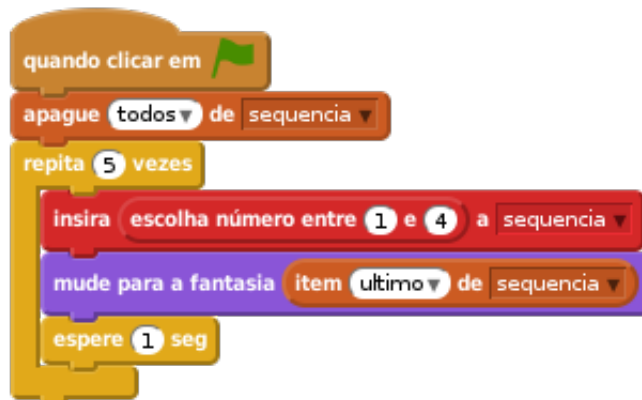 quando clicar em
apague todos de sequencia
repita 5 vezes
insira escolha número entre 1 e 4 a sequencia
mude para a fantasia item ultimo de sequencia
espere 1 seg